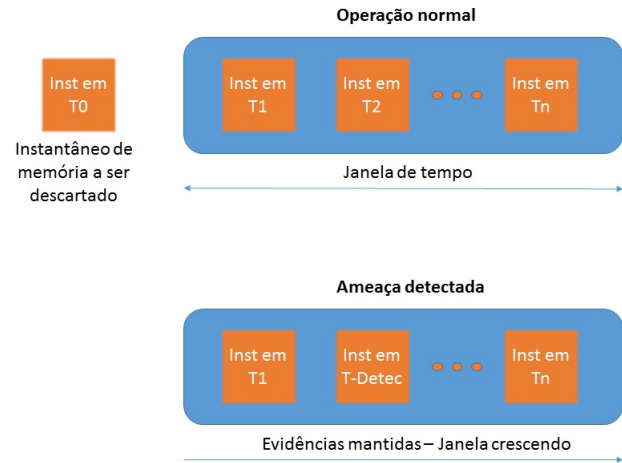 Operação normal
Inst em
T0
Inst em
T1
Inst em
T2
Inst em
Tn
Instantâneo de
memória a ser
descartado
Janela de tempo
Ameaça detectada
Inst em
T1
Inst em
T-Detec
Inst em
Tn
Evidências mantidas – Janela crescendo